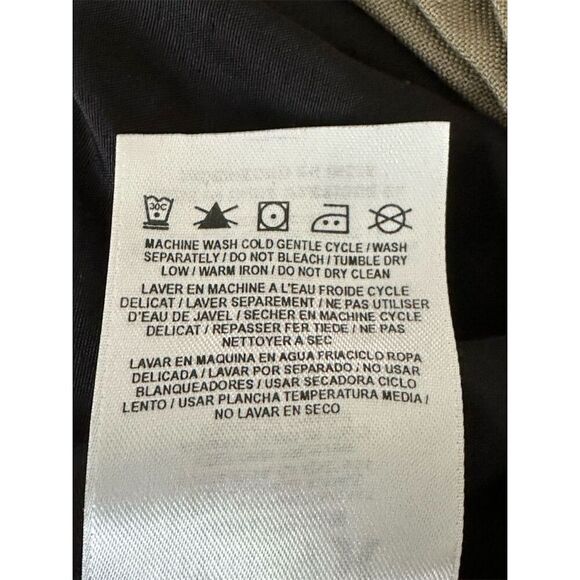 30C
MACHINE WASH COLD GENTLE CYCLE / WASH
SEPARATELY / DO NOT BLEACH / TUMBLE DRY
LOW / WARM IRON / DO NOT DRY CLEAN
LAVER EN MACHINE A L'EAU FROIDE CYCLE
DELICAT / LAVER SEPAREMENT / NE PAS UTILISER
D'EAU DE JAVEL / SECHER EN MACHINE CYCLE
DELICAT / REPASSER FER TIEDE / NE PAS
NETTOYER A SEC
LAVAR EN MAQUINA EN AGUA FRIACICLO ROPA
DELICADA / LAVAR POR SEPARADO / NO USAR
BLANQUEADORES / USAR SECADORA CICLO
LENTO / USAR PLANCHA TEMPERATURA MEDIA /
NO LAVAR EN SECO